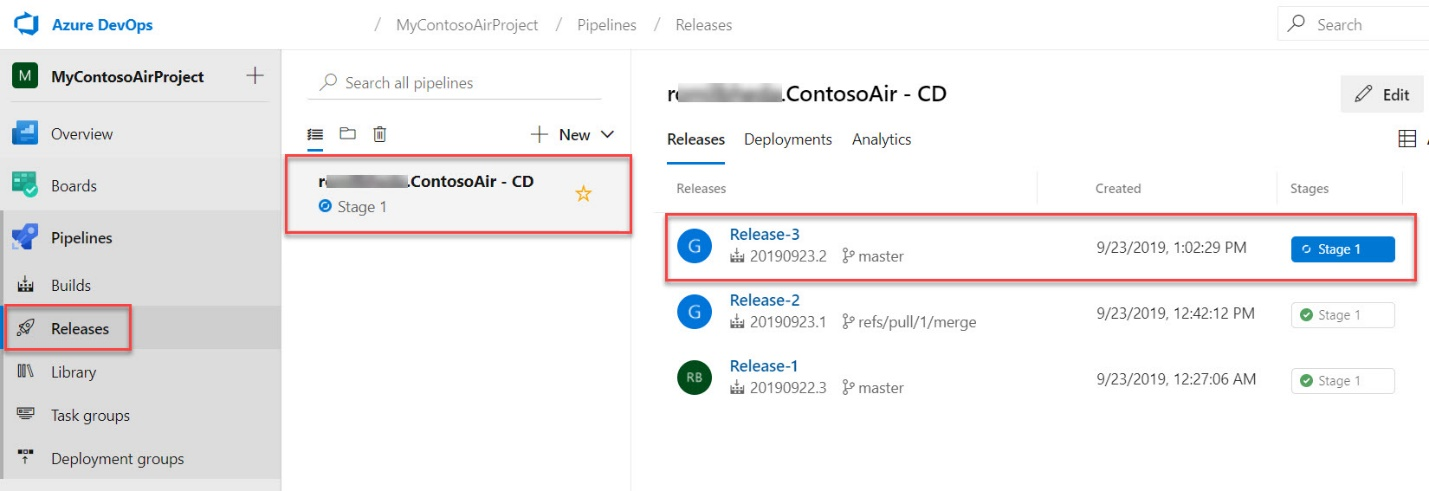 Azure DevOps / MyContosoAirProject / Pipelines / Releases Search
M MyContosoAirProject
Overview
Boards
Pipelines
Builds
Releases
Library
Task groups
Deployment groups
Search all pipelines
New
.ContosoAir - CD
Stage 1
.ContosoAir - CD
Edit
Releases Deployments Analytics
Releases Created Stages
G Release-3
20190923.2 master 9/23/2019, 1:02:29 PM Stage 1
G Release-2
20190923.1 refs/pull/1/merge 9/23/2019, 12:42:12 PM Stage 1
RB Release-1
20190922.3 master 9/23/2019, 12:27:06 AM Stage 1